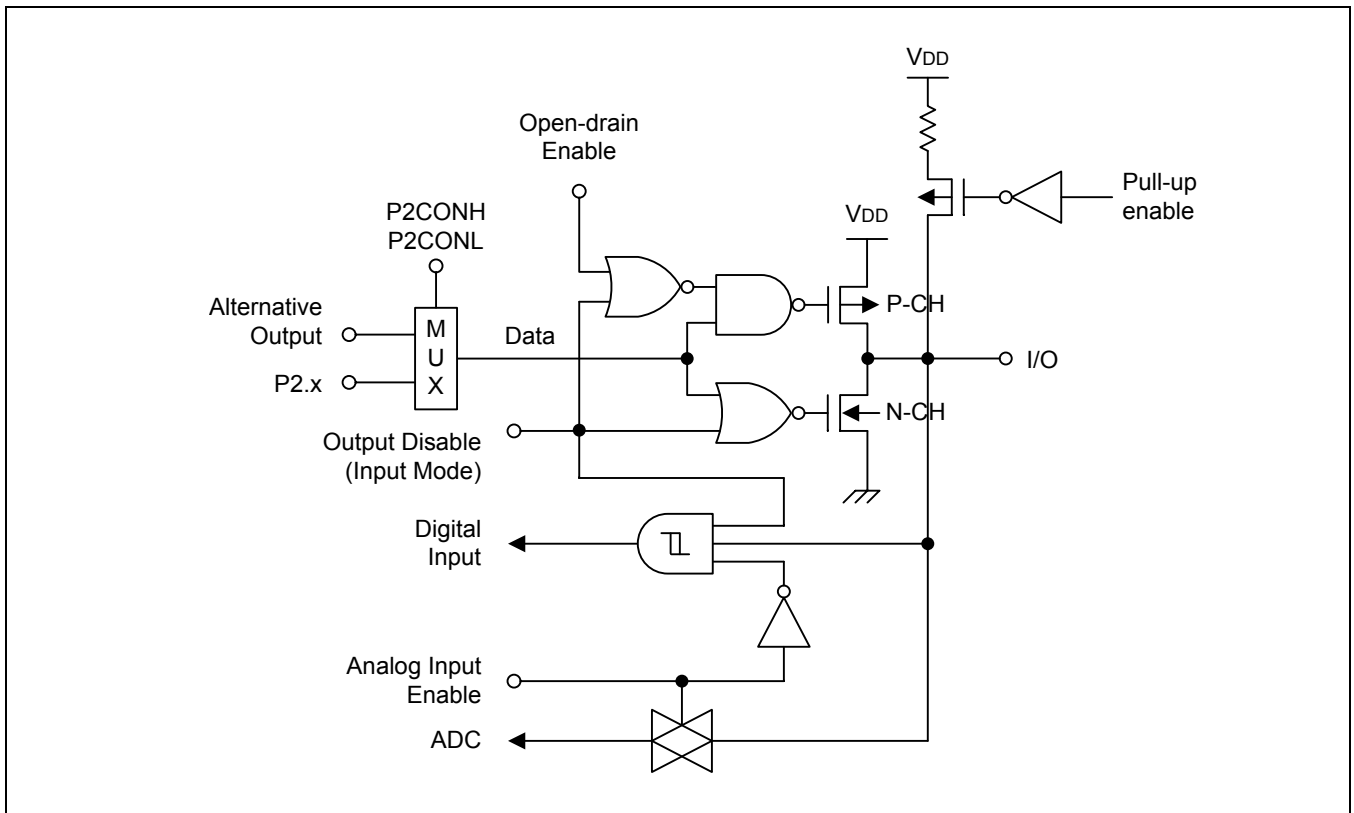 VDD
Open-drain
Enable
Pull-up
enable
P2CONH
P2CONL
VDD
Alternative
Output
M
U
X
Data
P-CH
I/O
P2.x
N-CH
Output Disable
(Input Mode)
Digital
Input
Analog Input
Enable
ADC